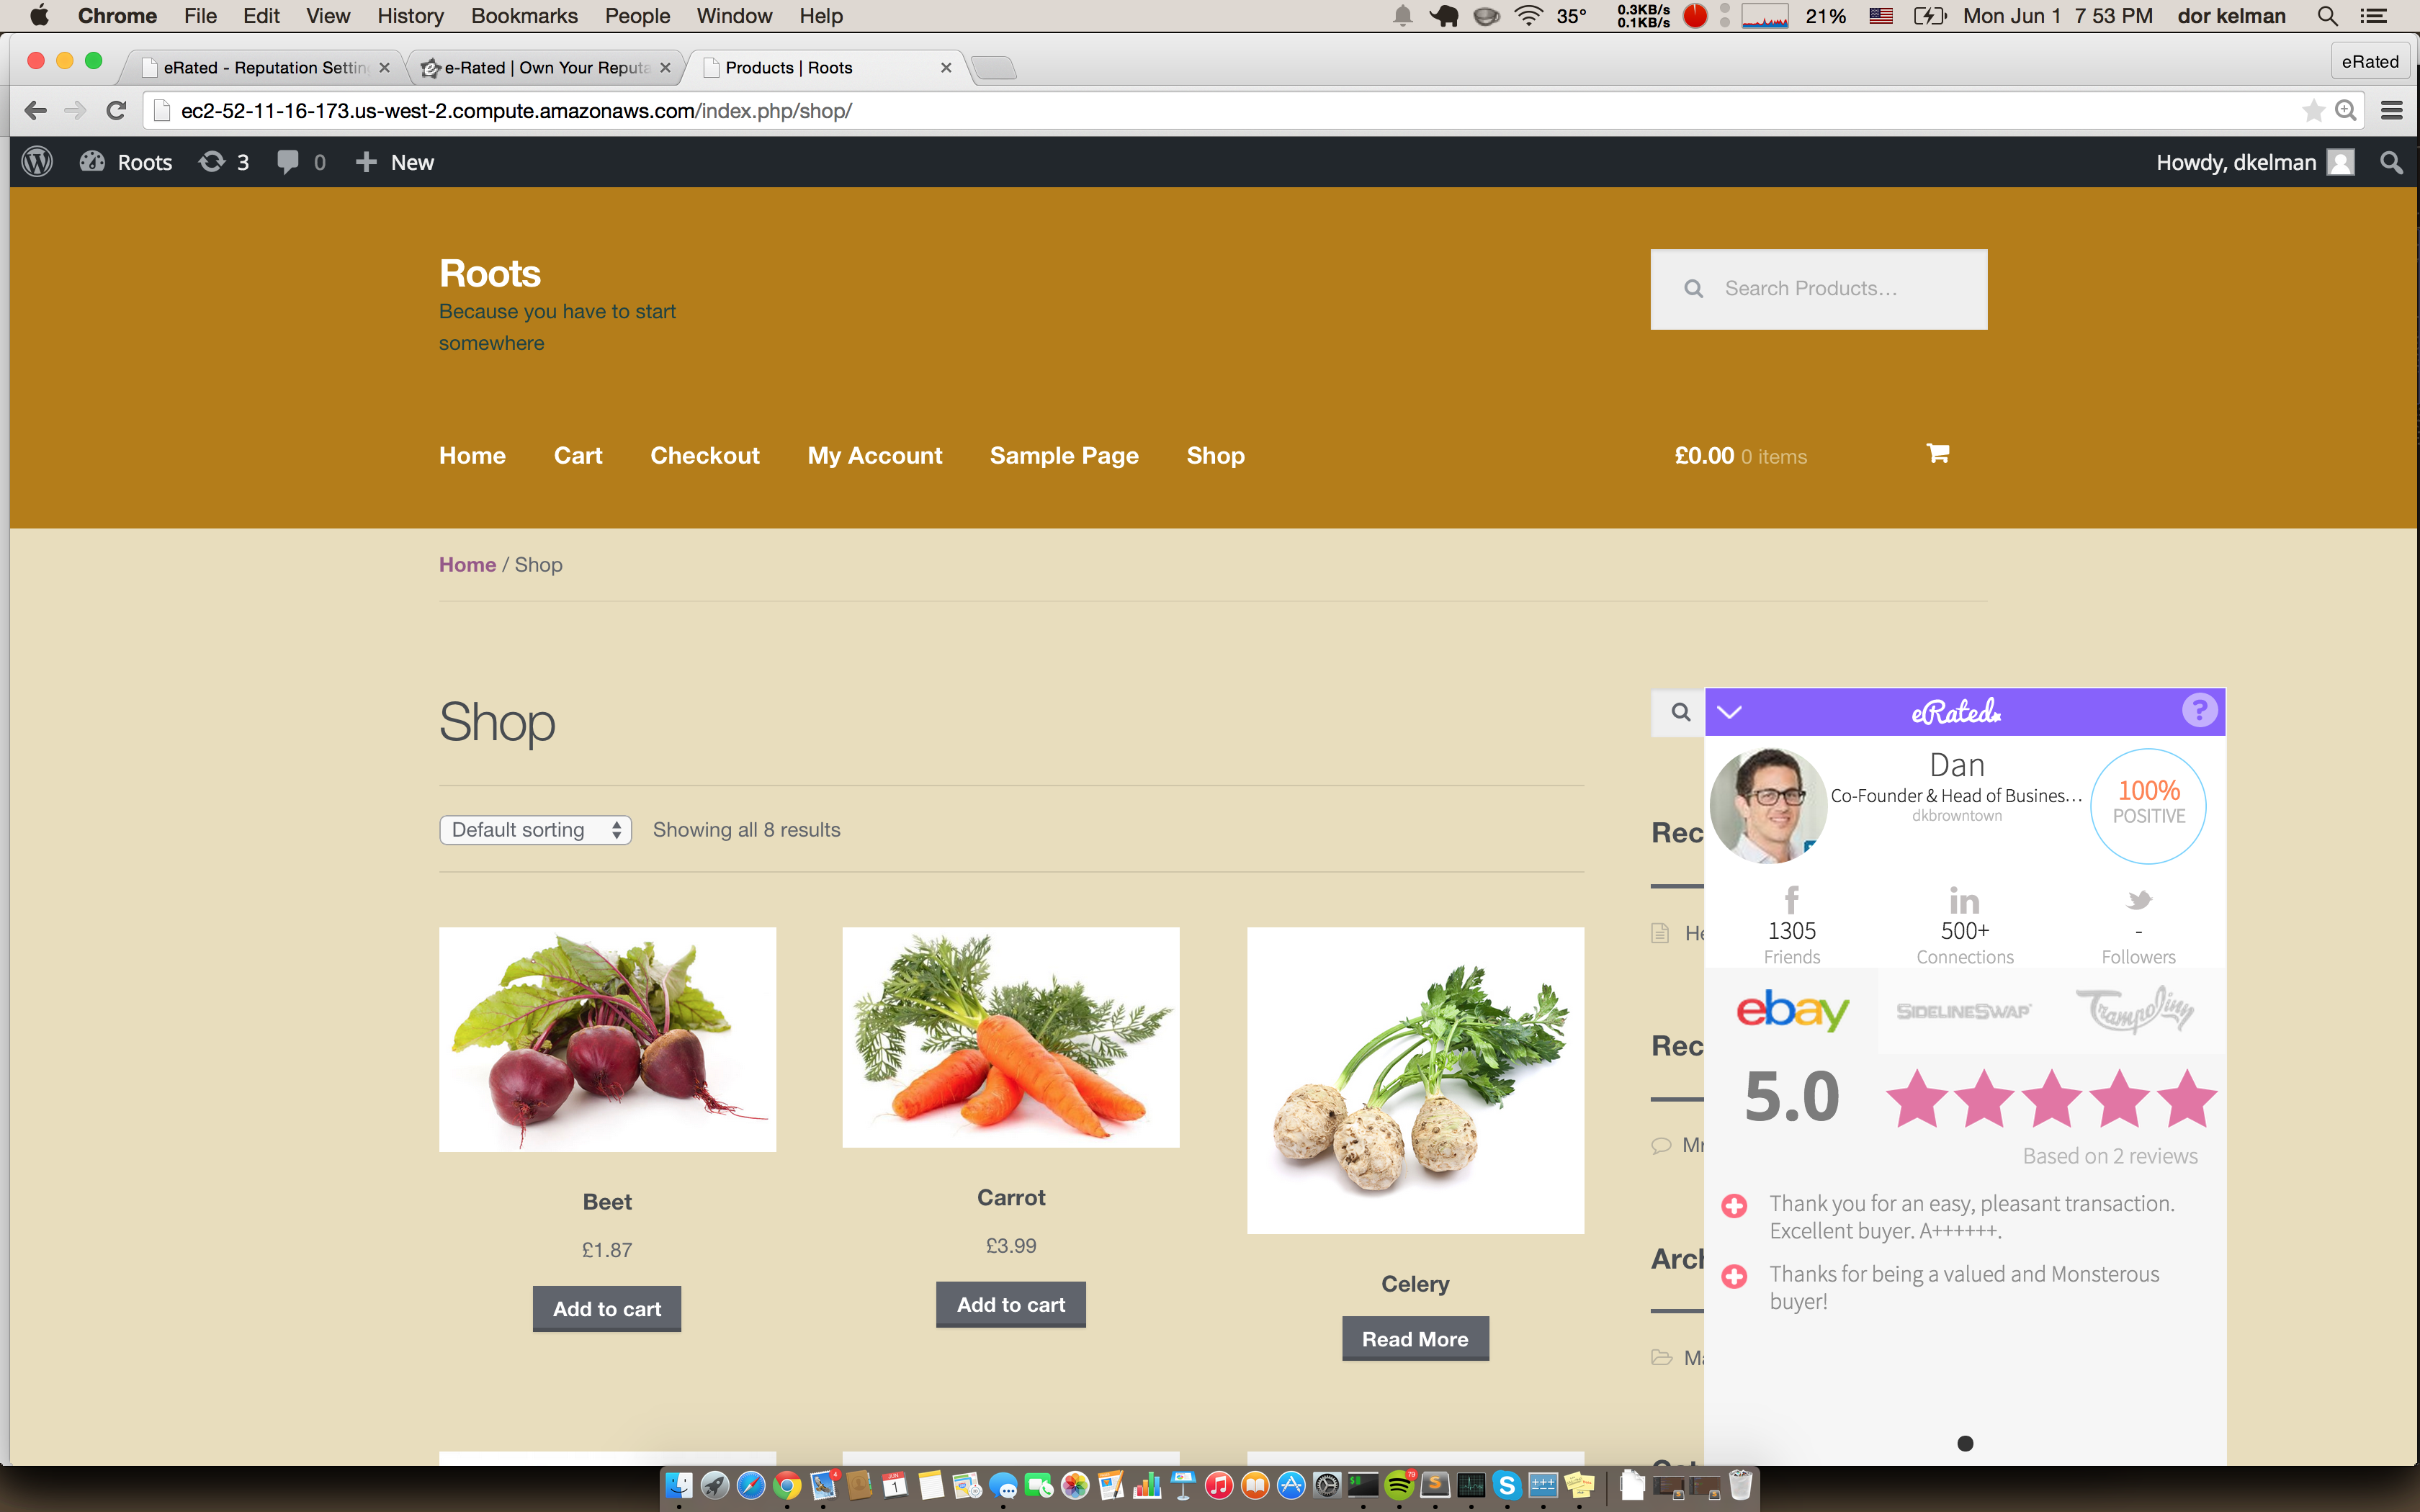 Chrome File Edit View History Bookmarks People Window Help
35° 0.3KB/s 0.1KB/s 21% Mon Jun 1 7 53 PM dor kelman
eRated - Reputation Settin
e-Rated | Own Your Reputa
Products | Roots
eRated
ec2-52-11-16-173.us-west-2.compute.amazonaws.com/index.php/shop/
Roots 3 0 New
Howdy, dkelman
Roots
Because you have to start
somewhere
Search Products...
Home Cart Checkout My Account Sample Page Shop
£0.00 0 items
Home / Shop
Shop
Default sorting
Showing all 8 results
Beet
£1.87
Add to cart
Carrot
£3.99
Add to cart
Celery
Read More
Rec
He
Rec
Mr
Arch
Ma
eRated
?
Dan
Co-Founder & Head of Busines...
dkbrowntown
100%
POSITIVE
f in
1305 500+ -
Friends Connections Followers
ebay SIDELINESWAP Trampoliny
5.0
Based on 2 reviews
Thank you for an easy, pleasant transaction.
Excellent buyer. A++++++.
Thanks for being a valued and Monsterous
buyer!